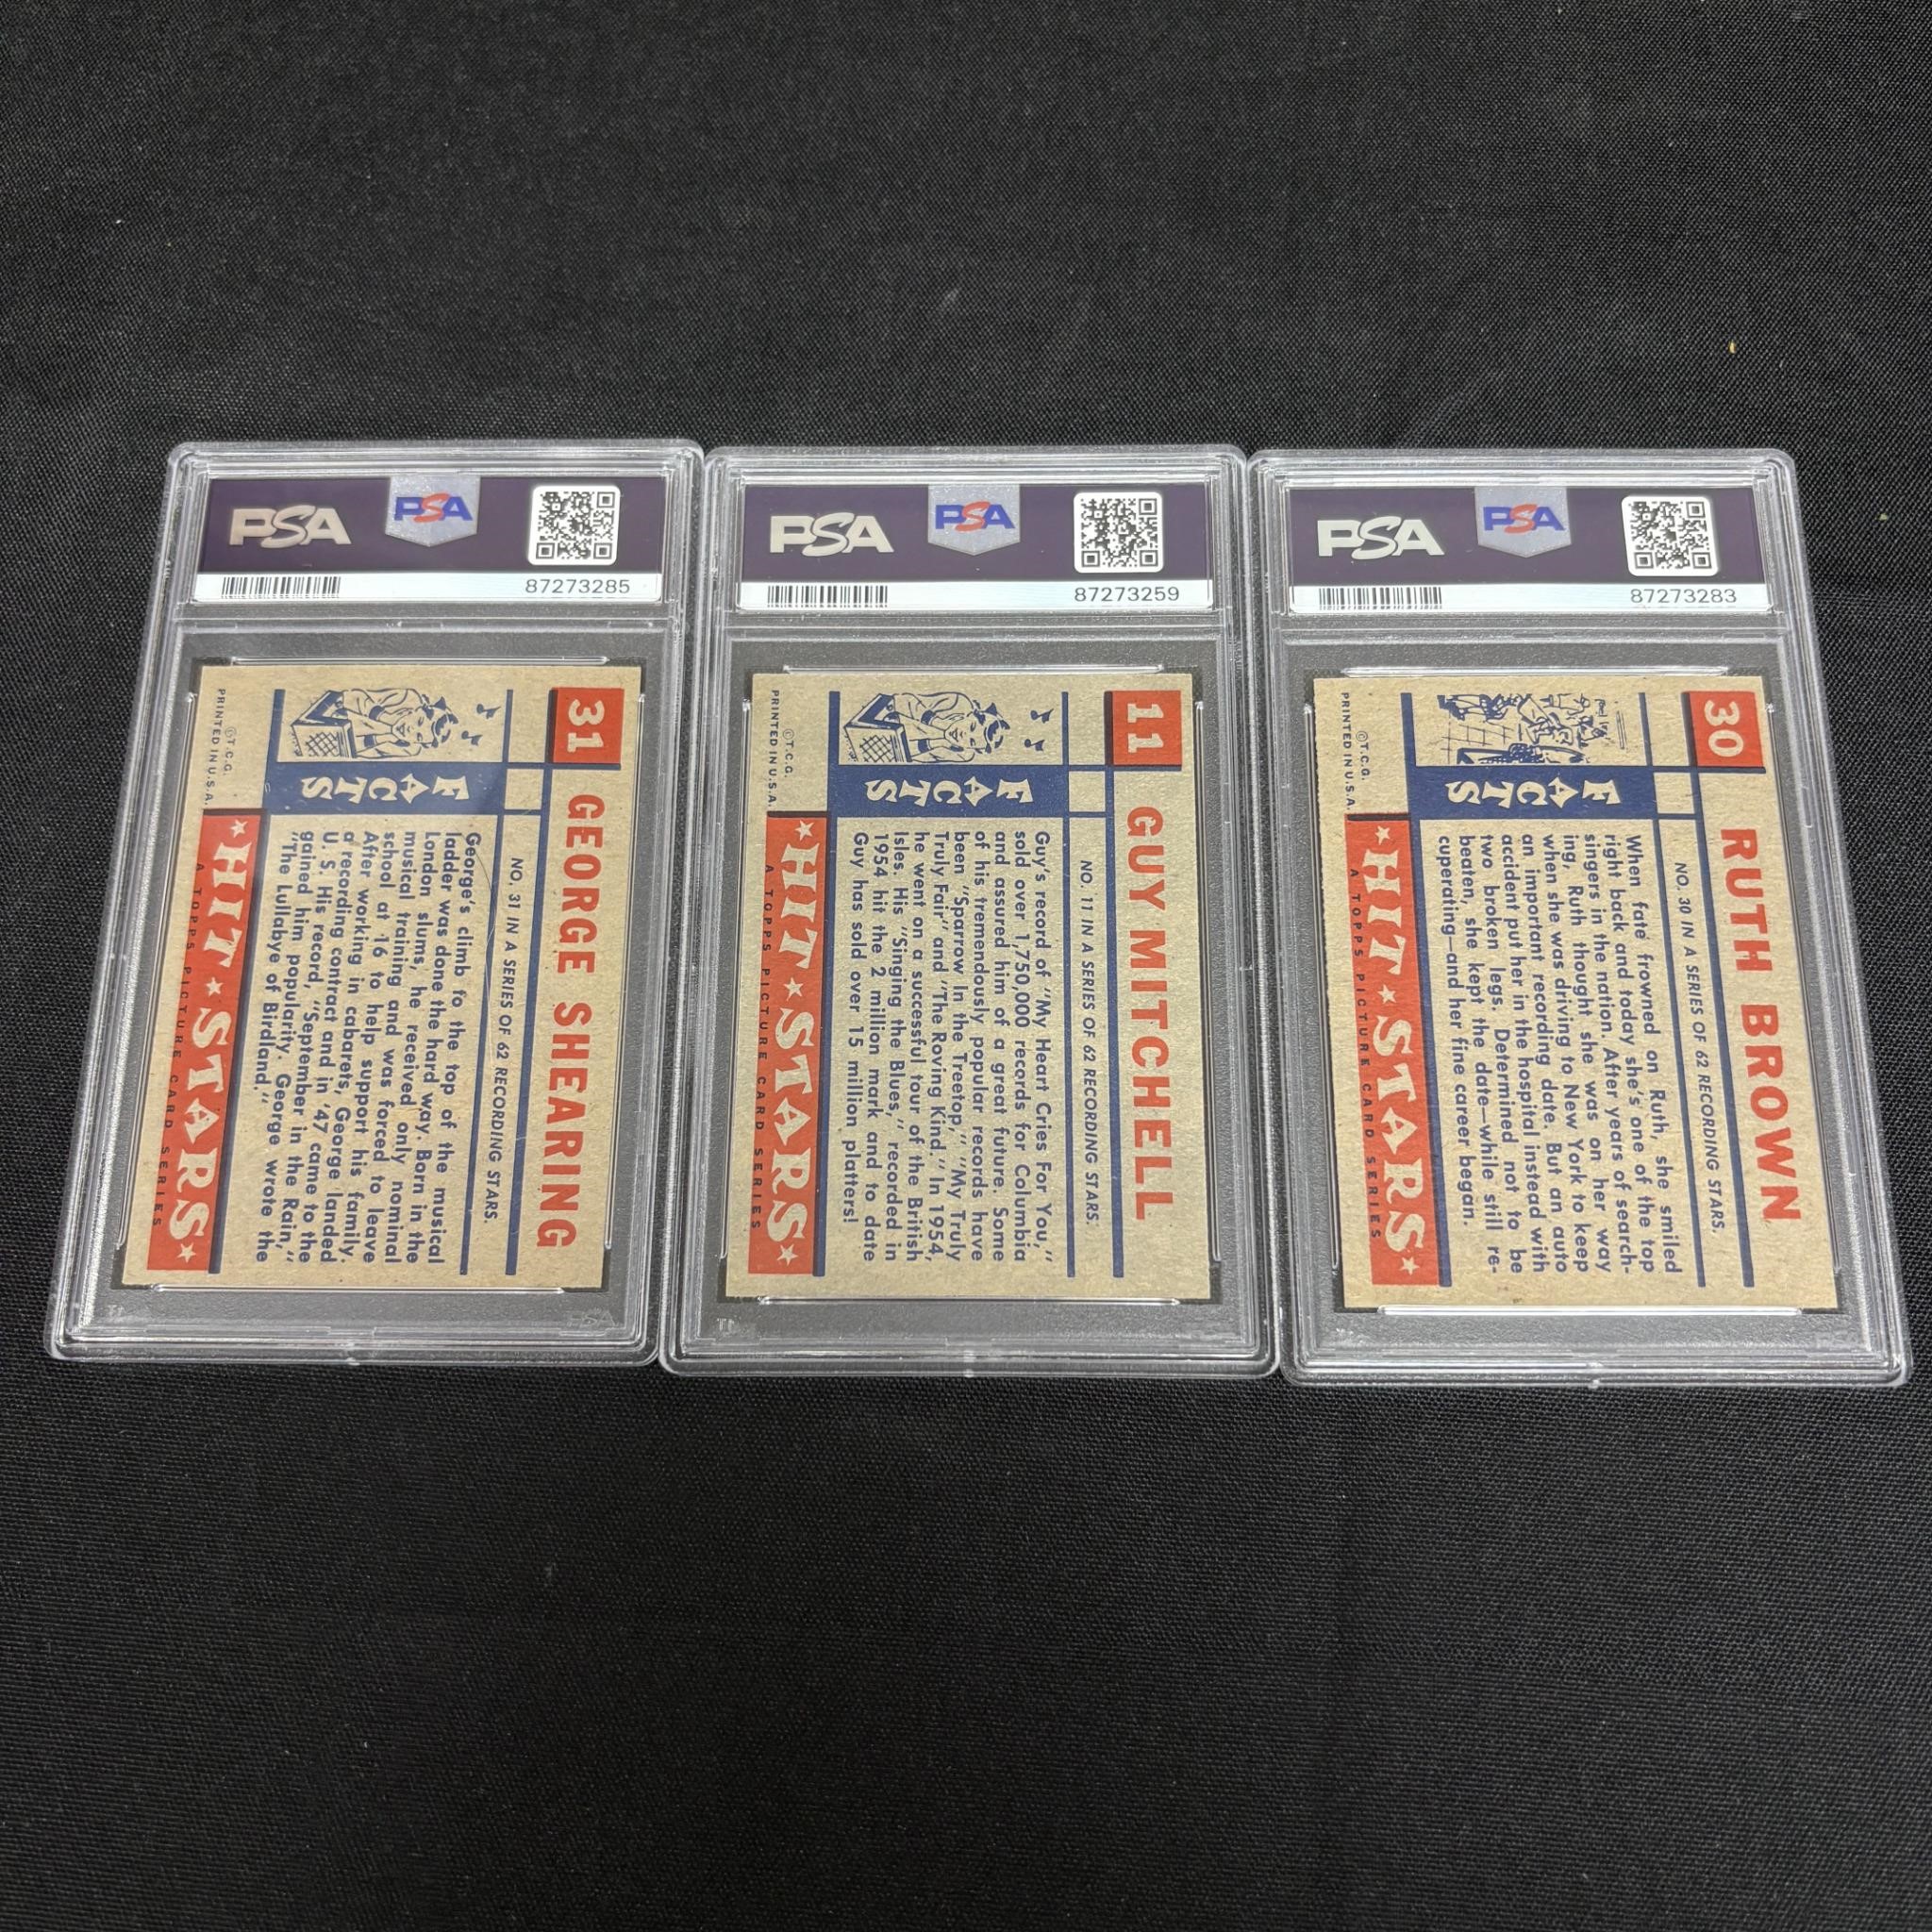 PSA
PSA
87273285
31
GEORGE SHEARING
NO. 31 IN A SERIES OF 62 RECORDING STARS.
FACTS
George's climb to the top of the musical
ladder was done the hard way. Born in the
London slums, he received only nominal
musical training and was forced to leave
school at 16 to help support his family.
After working in cabarets, George landed
a recording contract and in '47 came to the
U. S. His record, "September in the Rain,"
gained him popularity. George wrote the
"The Lullabye of Birdland."
©T.C.G.
PRINTED IN U.S.A.
HIT STARS
A TOPPS PICTURE CARD SERIES
PSA
PSA
PSA
87273259
11
GUY MITCHELL
NO. 11 IN A SERIES OF 62 RECORDING STARS.
FACTS
Guy's record of "My Heart Cries For You,"
sold over 1,750,000 records for Columbia
and assured him of a great future. Some
of his tremendously popular records have
been "Sparrow In the Treetop," "My Truly
Truly Fair" and "The Roving Kind." In 1954,
he went on a successful tour of the British
Isles. His "Singing the Blues," recorded in
1954 hit the 2 million mark and to date
Guy has sold over 15 million platters!
©T.C.G.
PRINTED IN U.S.A.
HIT STARS
A TOPPS PICTURE CARD SERIES
PSA
PSA
87273283
30
RUTH BROWN
NO. 30 IN A SERIES OF 62 RECORDING STARS.
FACTS
When fate frowned on Ruth, she smiled
right back and today she's one of the top
singers in the nation. After years of search-
ing, Ruth thought she was on her way
when she was driving to New York to keep
an important recording date. But an auto
accident put her in the hospital instead with
two broken legs. Determined not to be
beaten, she kept the date—while still re-
cuperating—and her fine career began.
©T.C.G.
PRINTED IN U.S.A.
HIT STARS
A TOPPS PICTURE CARD SERIES